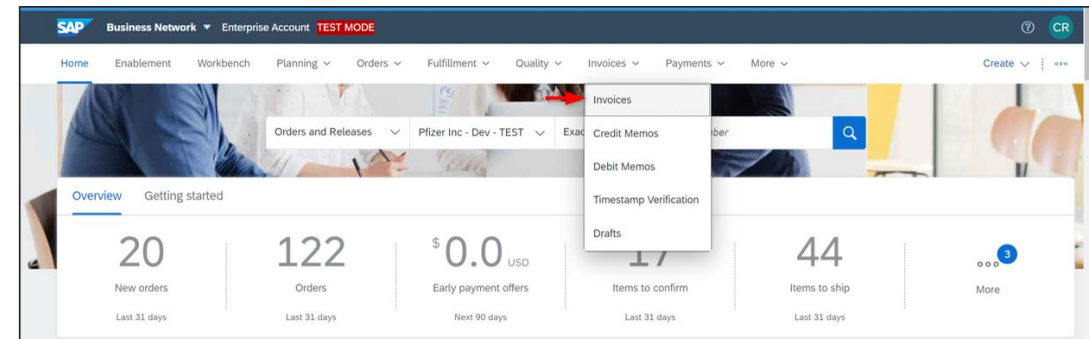 SAP Business Network Enterprise Account TEST MODE CR
Home Enablement Workbench Planning Orders Fulfillment Quality Invoices Payments More Create
Invoices
Orders and Releases Pfizer Inc - Dev - TEST
Credit Memos
Debit Memos
Overview Getting started
Timestamp Verification
Drafts
20 122 $0.0 USD 17 44 3
New orders Orders Early payment offers Items to confirm Items to ship More
Last 31 days Last 31 days Next 90 days Last 31 days Last 31 days